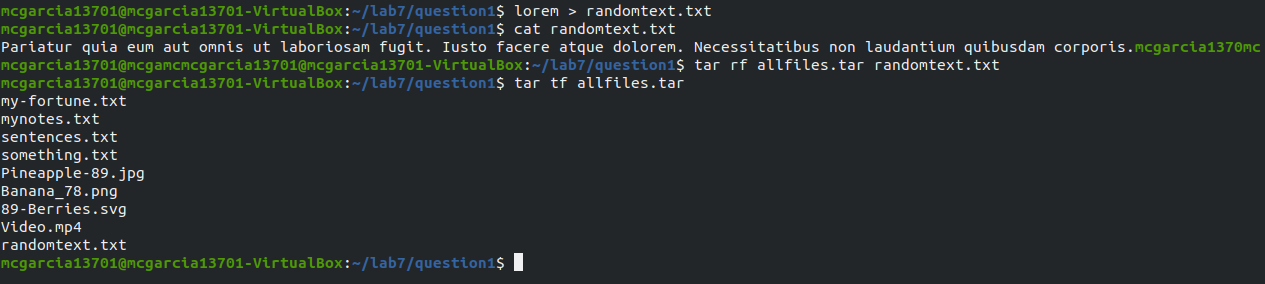 mcgarcia13701@mcgarcia13701-VirtualBox:~/lab7/question1$ lorem > randomtext.txt
mcgarcia13701@mcgarcia13701-VirtualBox:~/lab7/question1$ cat randomtext.txt
Pariatur quia eum aut omnis ut laboriosam fugit. Iusto facere atque dolorem. Necessitatibus non laudantium quibusdam corporis.mcgarcia1370mc
mcgarcia13701@mcgamcmcgarcia13701@mcgarcia13701-VirtualBox:~/lab7/question1$ tar rf allfiles.tar randomtext.txt
mcgarcia13701@mcgarcia13701-VirtualBox:~/lab7/question1$ tar tf allfiles.tar
my-fortune.txt
mynotes.txt
sentences.txt
something.txt
Pineapple-89.jpg
Banana_78.png
89-Berries.svg
Video.mp4
randomtext.txt
mcgarcia13701@mcgarcia13701-VirtualBox:~/lab7/question1$